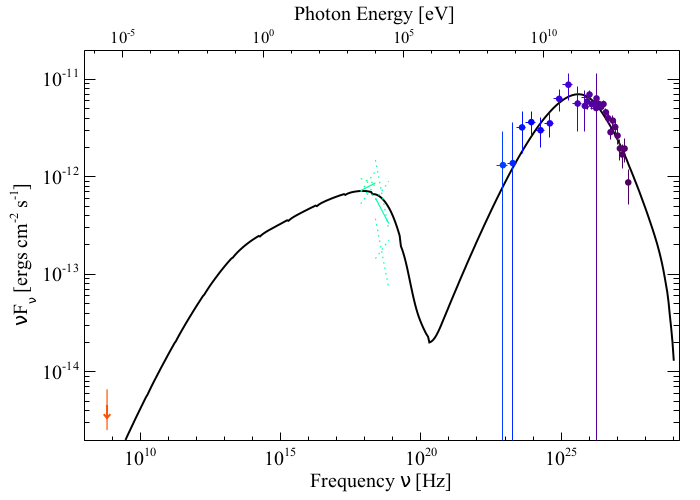 Photon Energy [eV]
10⁻⁵ 10⁰ 10⁵ 10¹⁰
10⁻¹¹
10⁻¹²
10⁻¹³
10⁻¹⁴
νFν [ergs cm⁻² s⁻¹]
10¹⁰ 10¹⁵ 10²⁰ 10²⁵
Frequency ν [Hz]